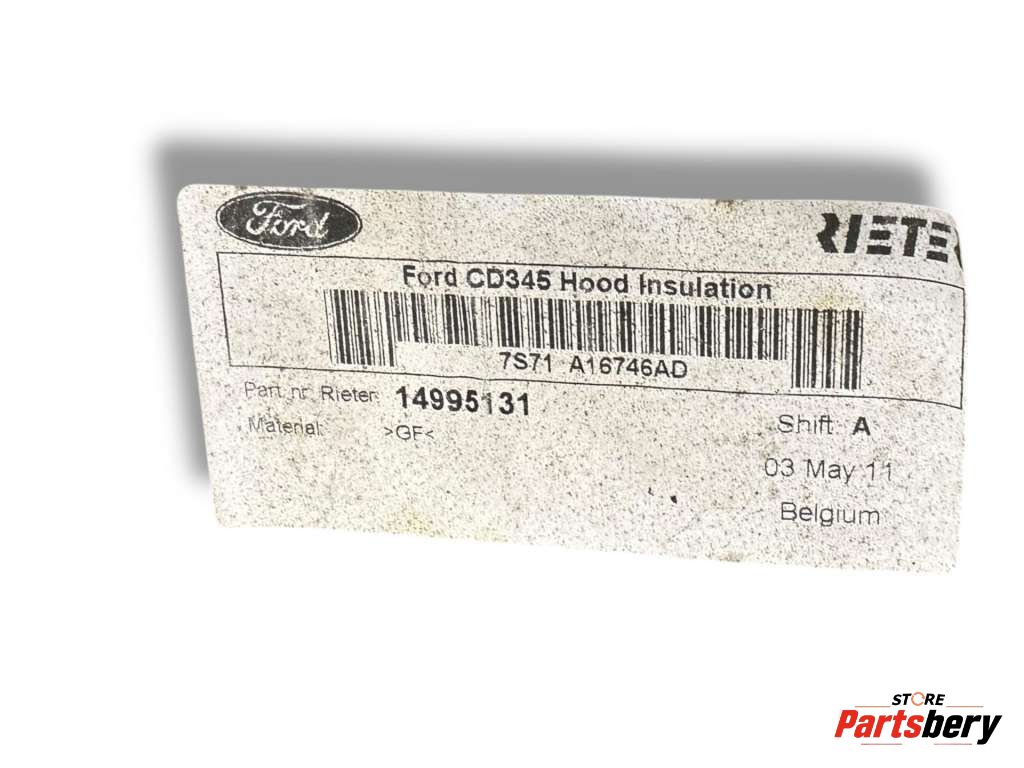 Ford
RIETER
Ford CD345 Hood Insulation
7S71 A16746AD
Part nr Rieter: 14995131
Material: >GF<
Shift: A
03 May 11
Belgium
STORE
Partsbery